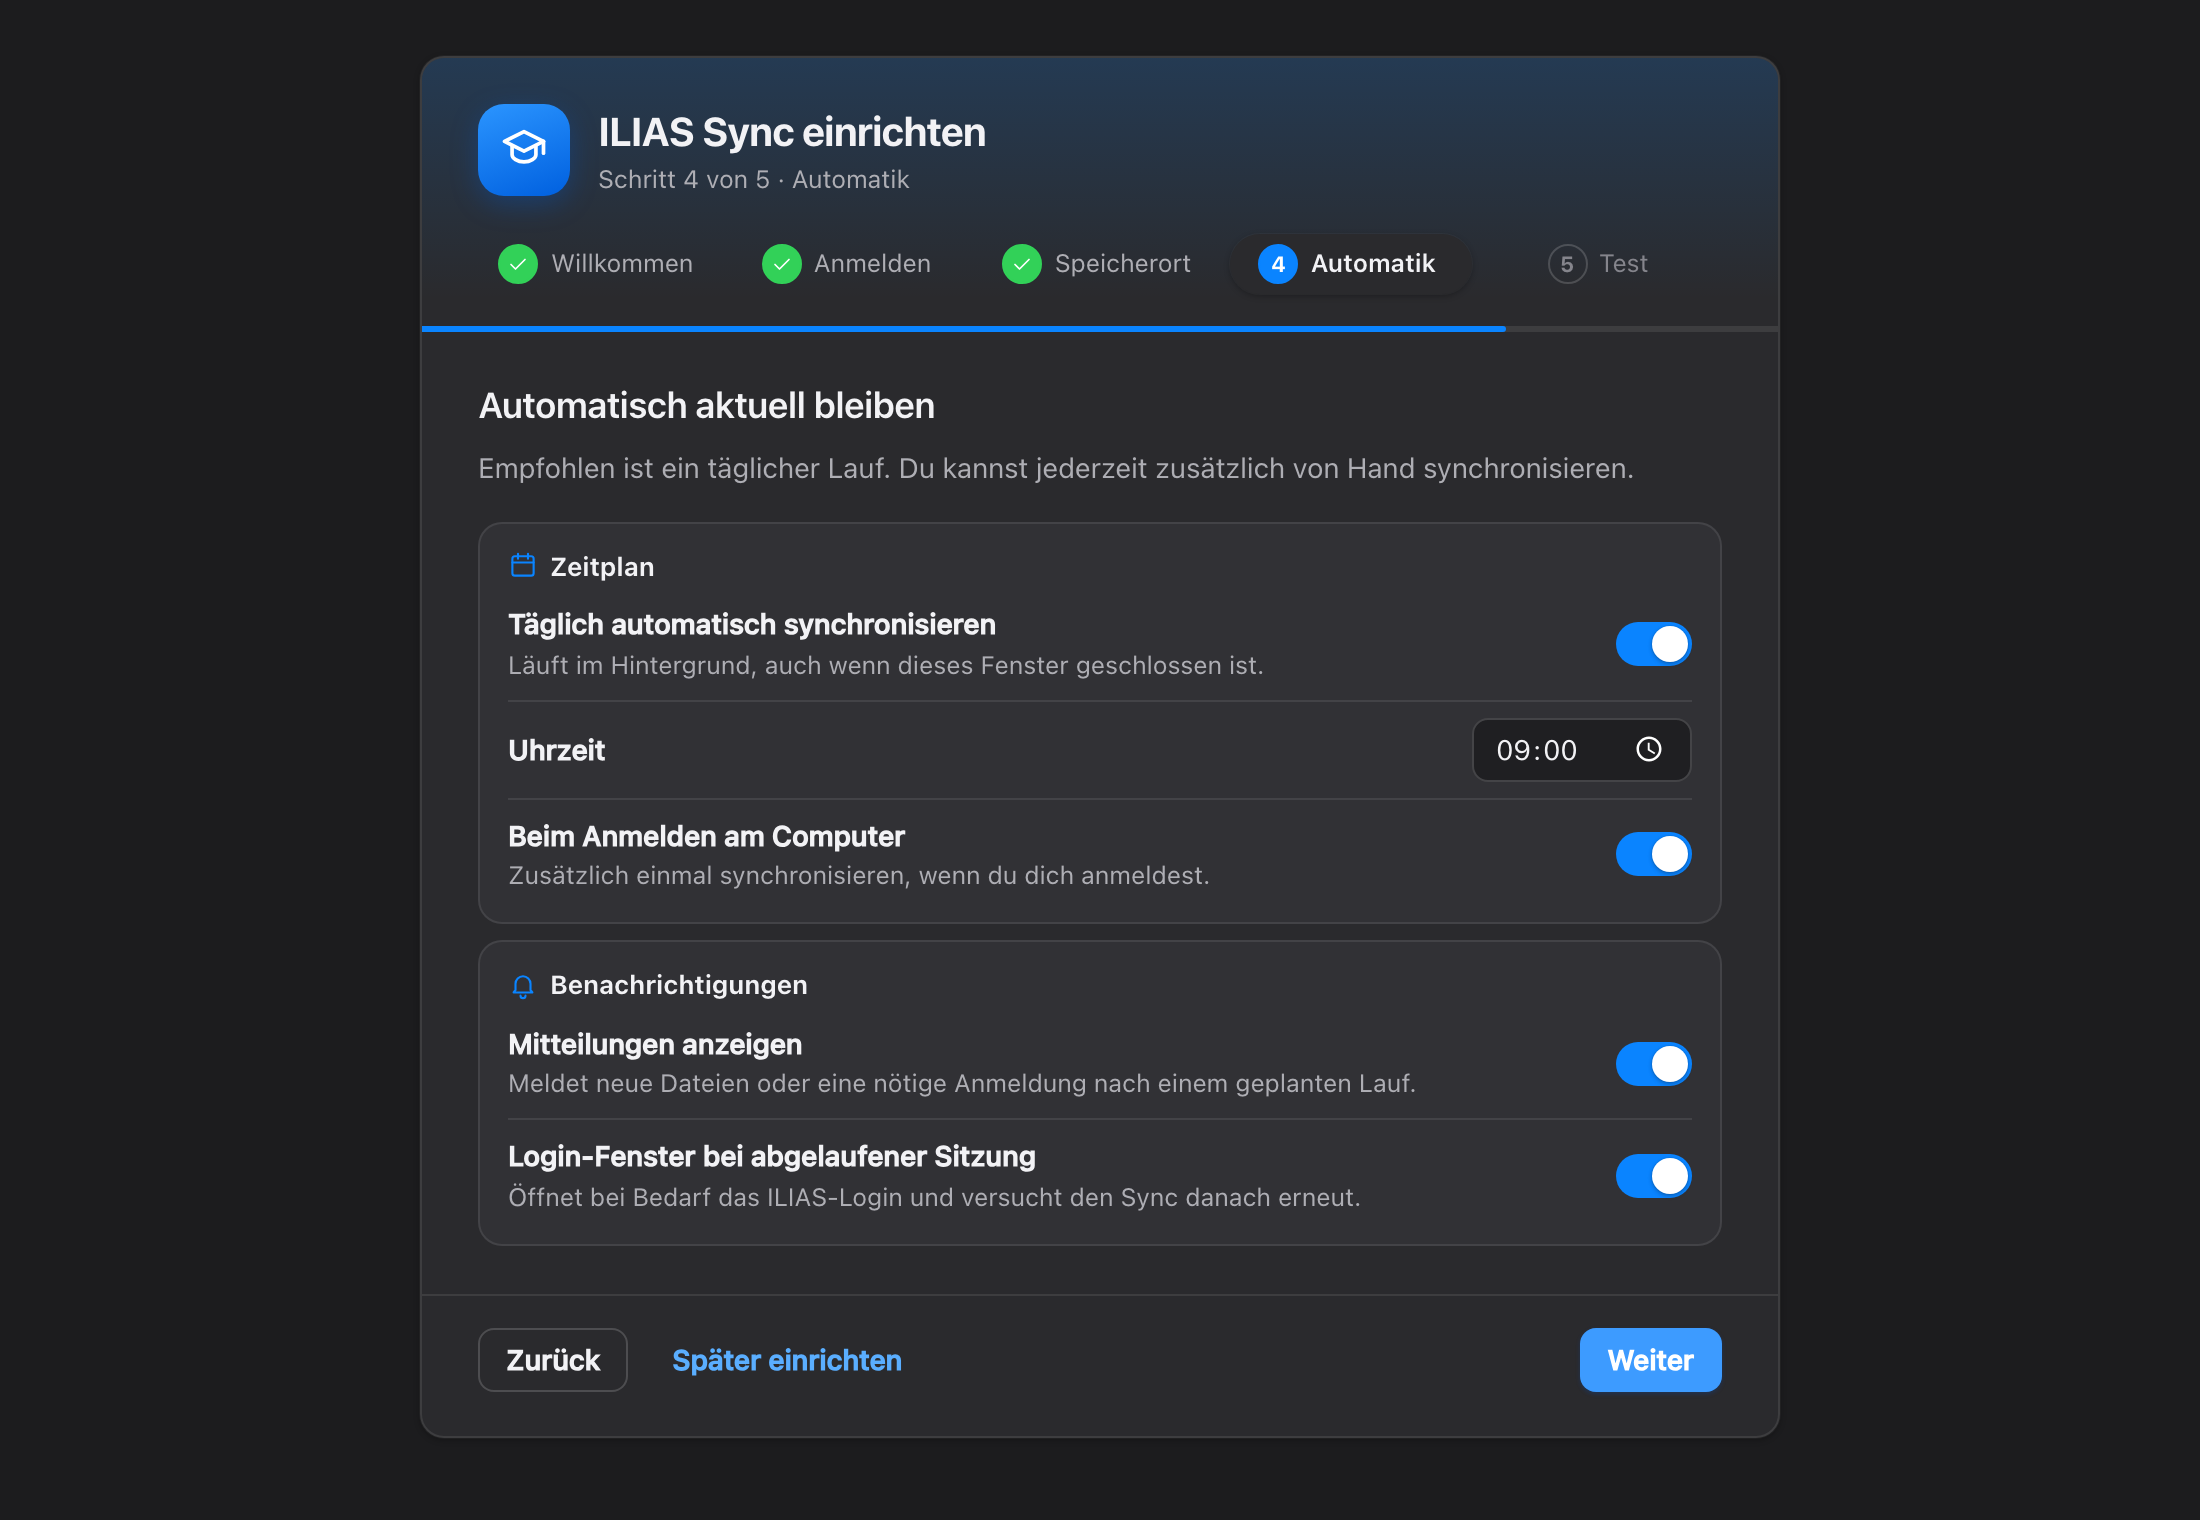 ILIAS Sync einrichten
Schritt 4 von 5 · Automatik
Willkommen
Anmelden
Speicherort
4 Automatik
5 Test
Automatisch aktuell bleiben
Empfohlen ist ein täglicher Lauf. Du kannst jederzeit zusätzlich von Hand synchronisieren.
Zeitplan
Täglich automatisch synchronisieren
Läuft im Hintergrund, auch wenn dieses Fenster geschlossen ist.
Uhrzeit
09:00
Beim Anmelden am Computer
Zusätzlich einmal synchronisieren, wenn du dich anmeldest.
Benachrichtigungen
Mitteilungen anzeigen
Meldet neue Dateien oder eine nötige Anmeldung nach einem geplanten Lauf.
Login-Fenster bei abgelaufener Sitzung
Öffnet bei Bedarf das ILIAS-Login und versucht den Sync danach erneut.
Zurück
Später einrichten
Weiter